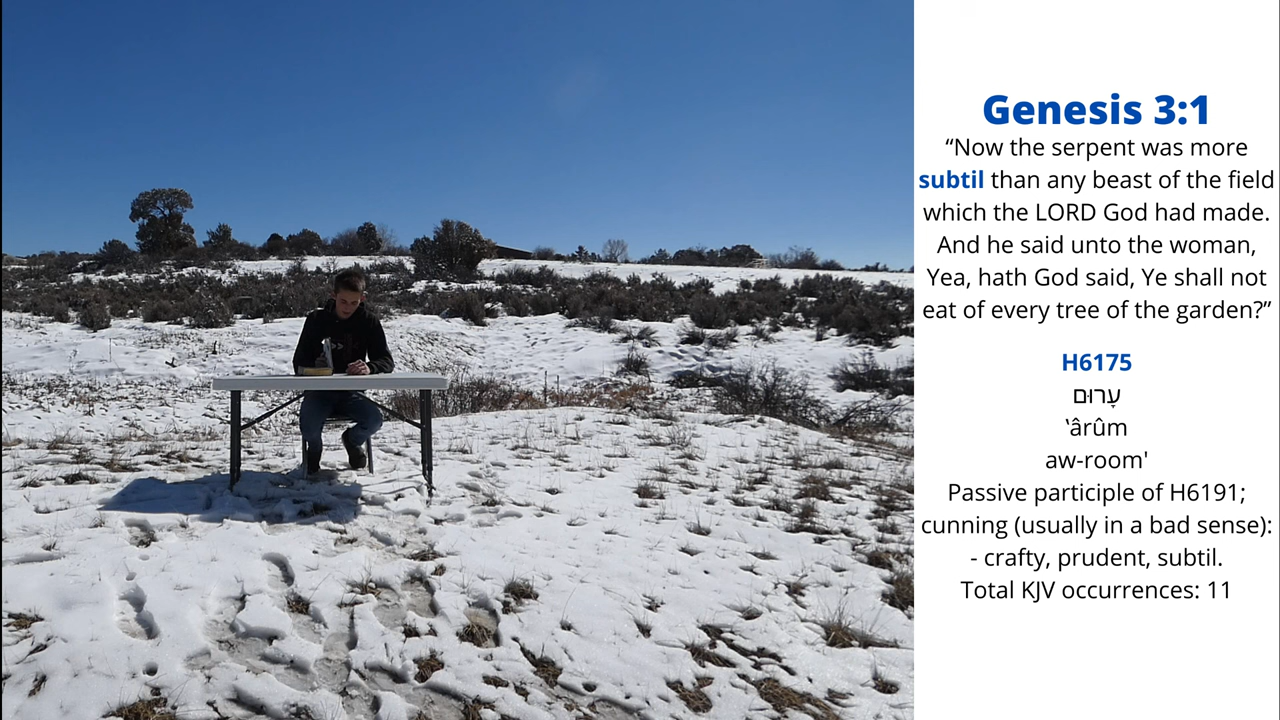 Genesis 3:1
“Now the serpent was more
subtil than any beast of the field
which the LORD God had made.
And he said unto the woman,
Yea, hath God said, Ye shall not
eat of every tree of the garden?”
H6175
עָרוּם
‛ârûm
aw-room'
Passive participle of H6191;
cunning (usually in a bad sense):
- crafty, prudent, subtil.
Total KJV occurrences: 11